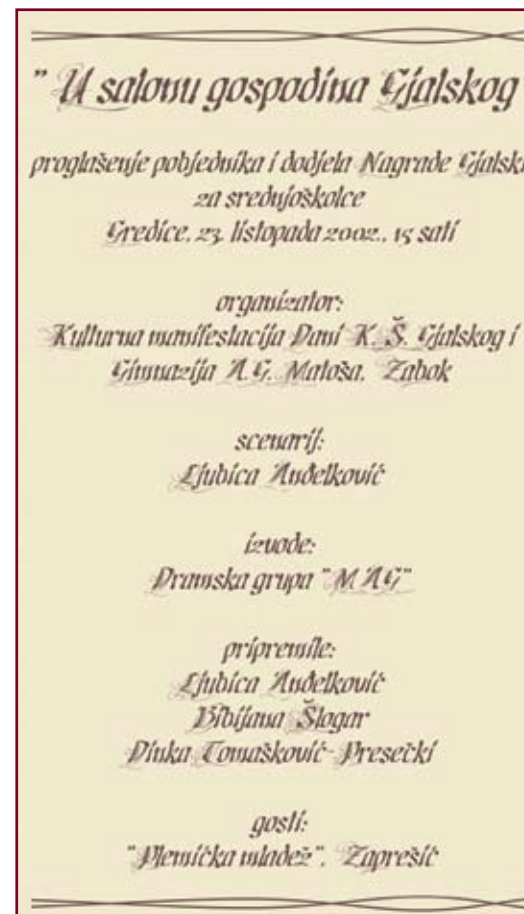 " U salonu gospodina Gjalskog
proglašenje pobjednika i dodjela Nagrade Gjalski
za srednjoškolce
Gredice, 23. listopada 2002., 15 sati
organizator:
Kulturna manifestacija Dani K. Š. Gjalskog i
Gimnazija A. G. Matoša, Zabok
scenarij:
Ljubica Anđelković
izvode:
Dramska grupa "MAG"
pripremile:
Ljubica Anđelković
Bibijana Šlogar
Dinka Tomašković-Presečki
gosti:
"Plemićka mladež", Zaprešić